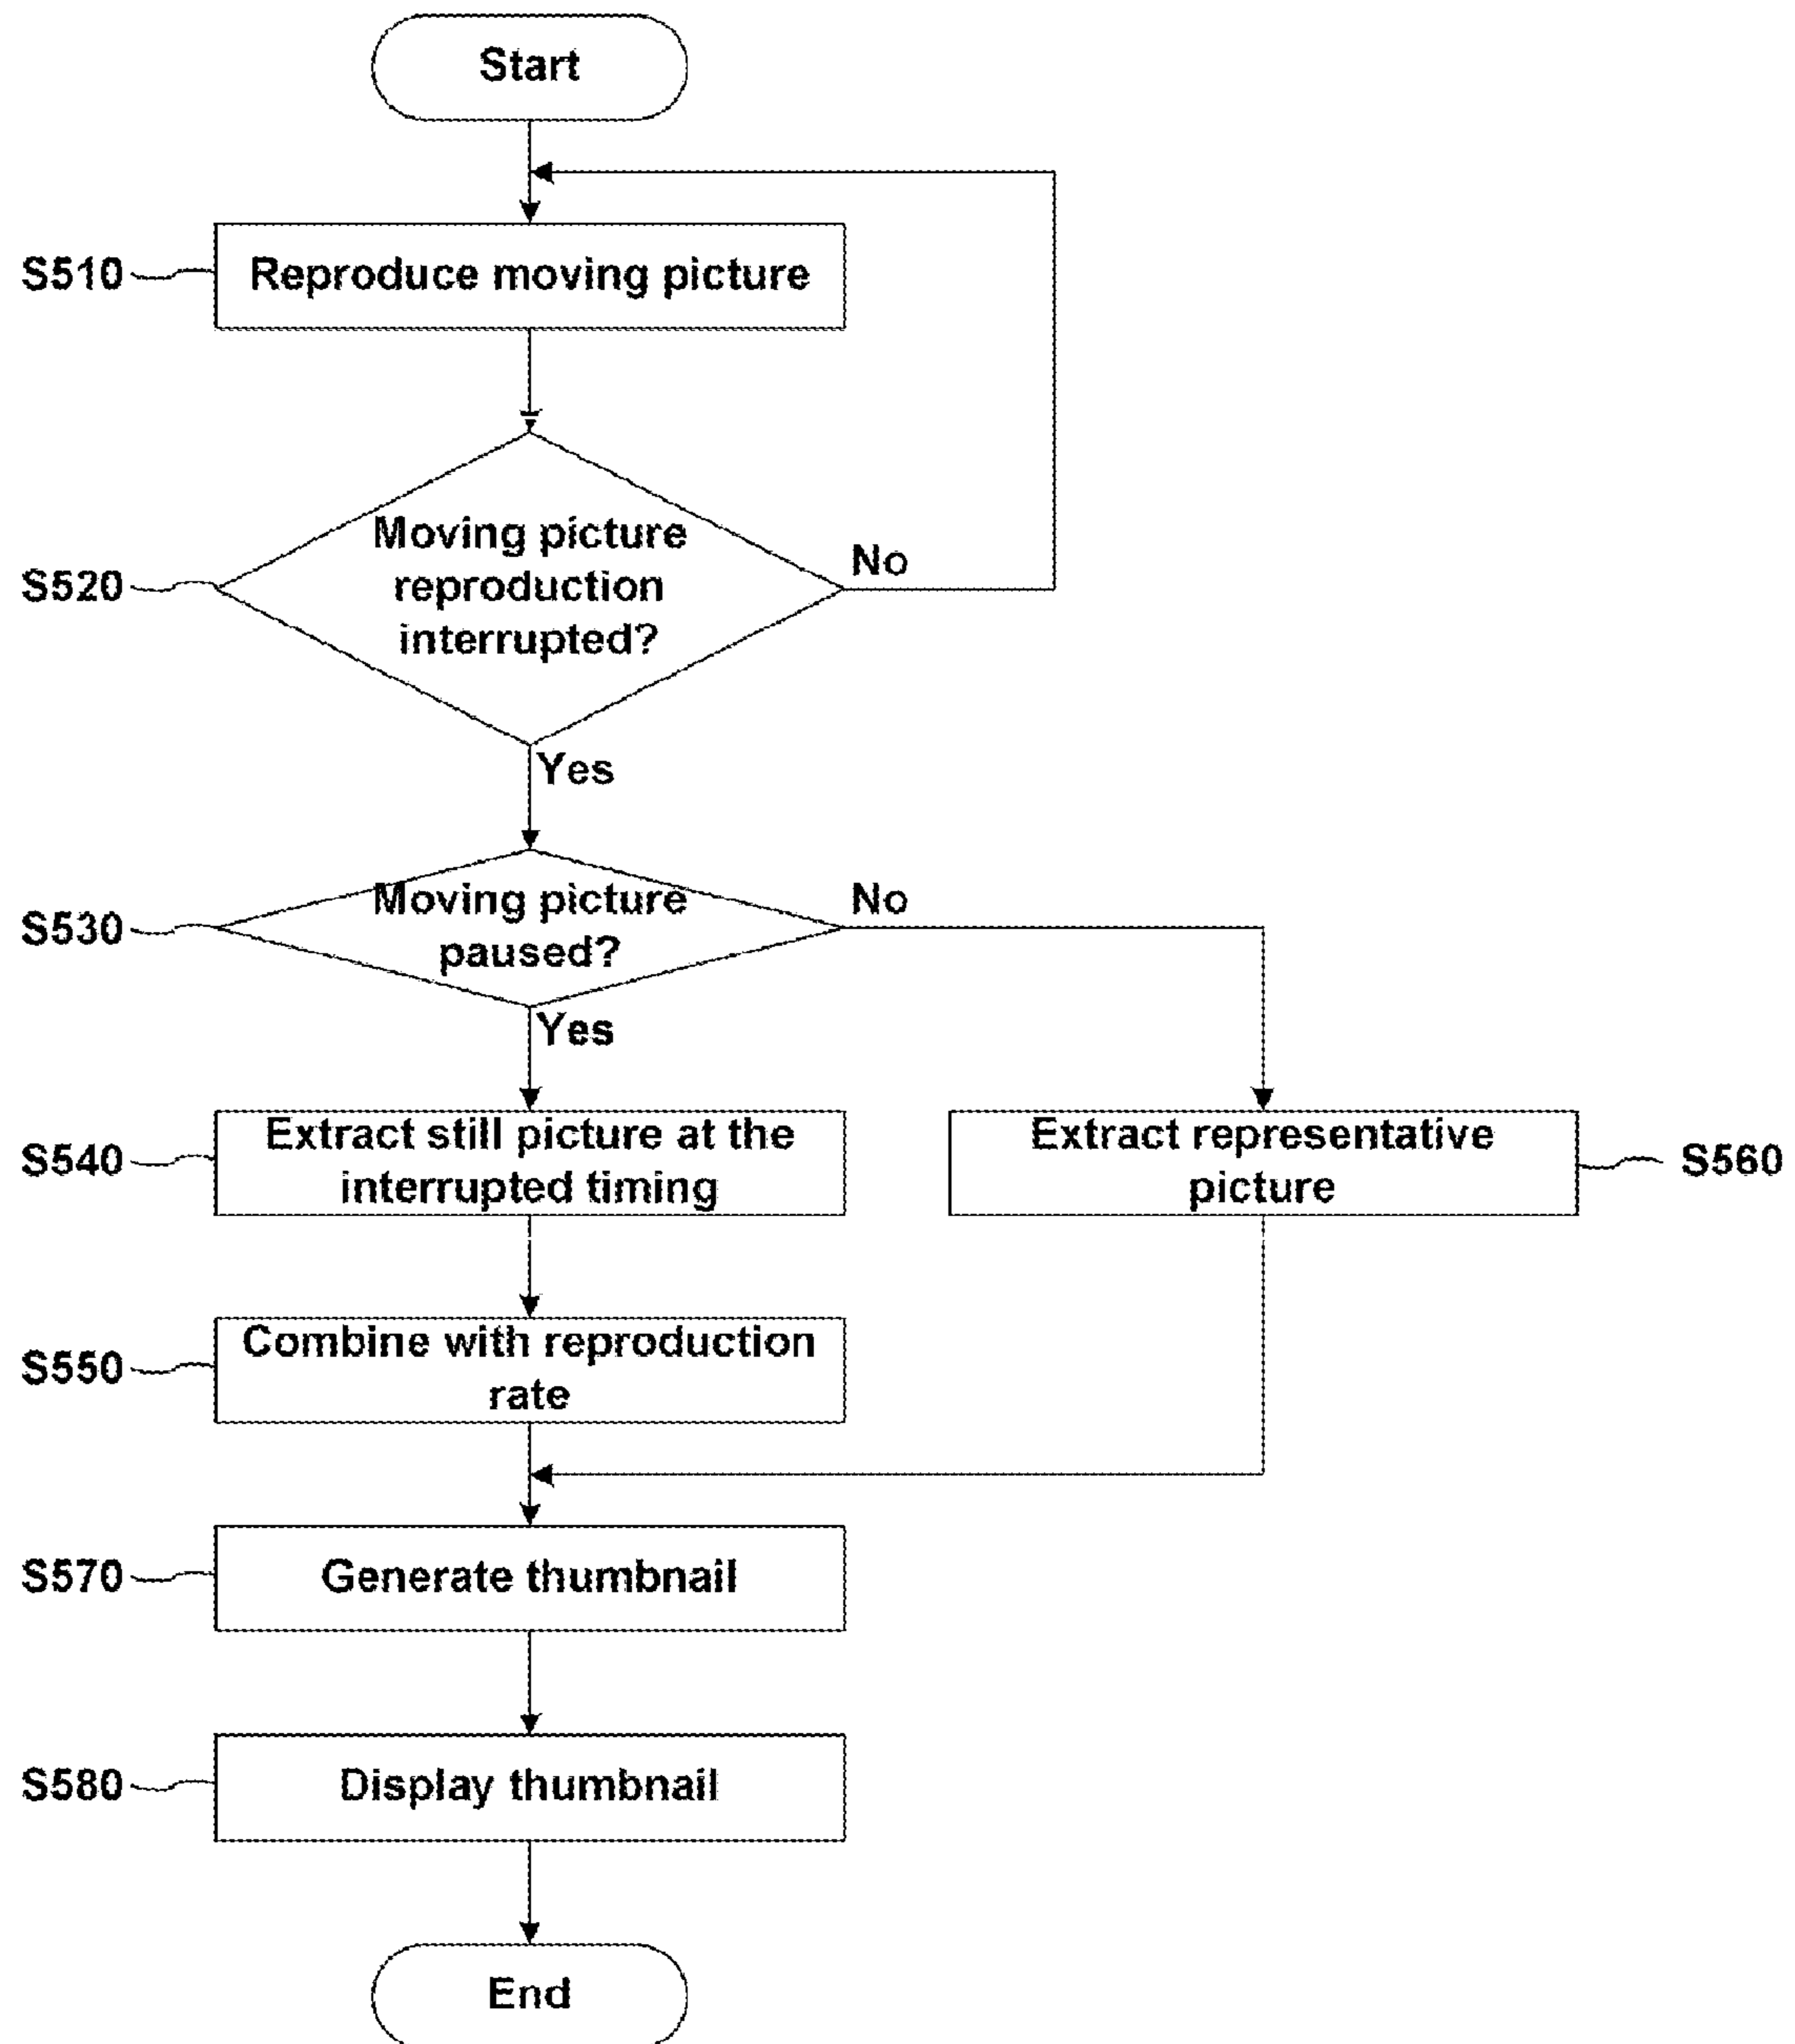 Start
S510
Reproduce moving picture
S520
Moving picture
reproduction
interrupted?
No
Yes
S530
Moving picture
paused?
No
Yes
S540
Extract still picture at the
interrupted timing
Extract representative
picture
S560
S550
Combine with reproduction
rate
S570
Generate thumbnail
S580
Display thumbnail
End